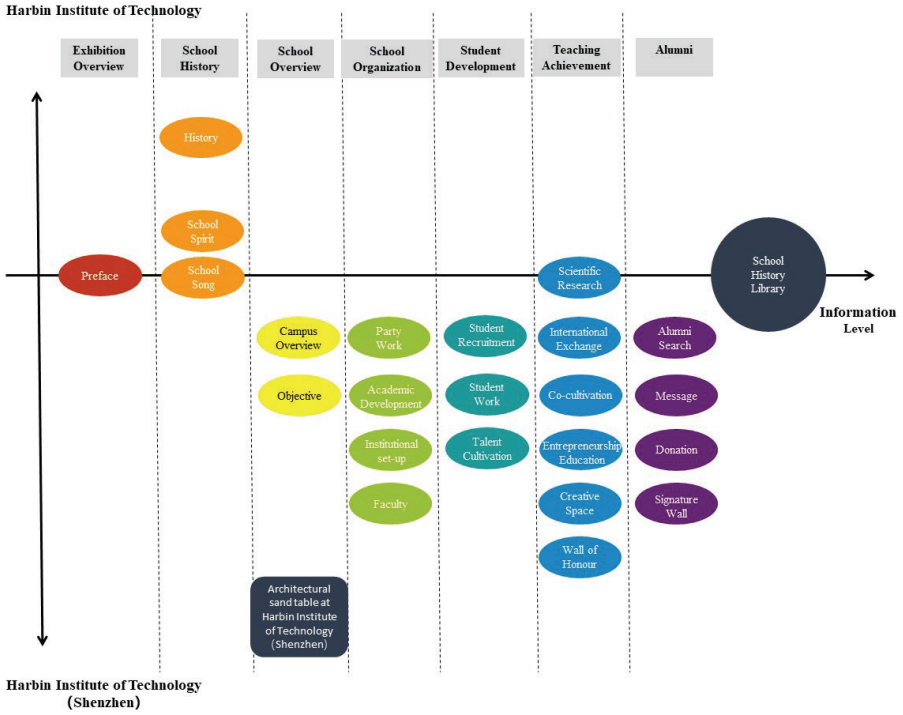 Harbin Institute of Technology
Exhibition
Overview
School
History
School
Overview
School
Organization
Student
Development
Teaching
Achievement
Alumni
History
School
Spirit
Preface
School
Song
Scientific
Research
School
History
Library
Information
Level
Campus
Overview
Party
Work
Student
Recruitment
International
Exchange
Alumni
Search
Objective
Academic
Development
Student
Work
Co-cultivation
Message
Institutional
set-up
Talent
Cultivation
Entrepreneurship
Education
Donation
Faculty
Creative
Space
Signature
Wall
Wall of
Honour
Architectural
sand table at
Harbin Institute
of Technology
(Shenzhen)
Harbin Institute of Technology
(Shenzhen)